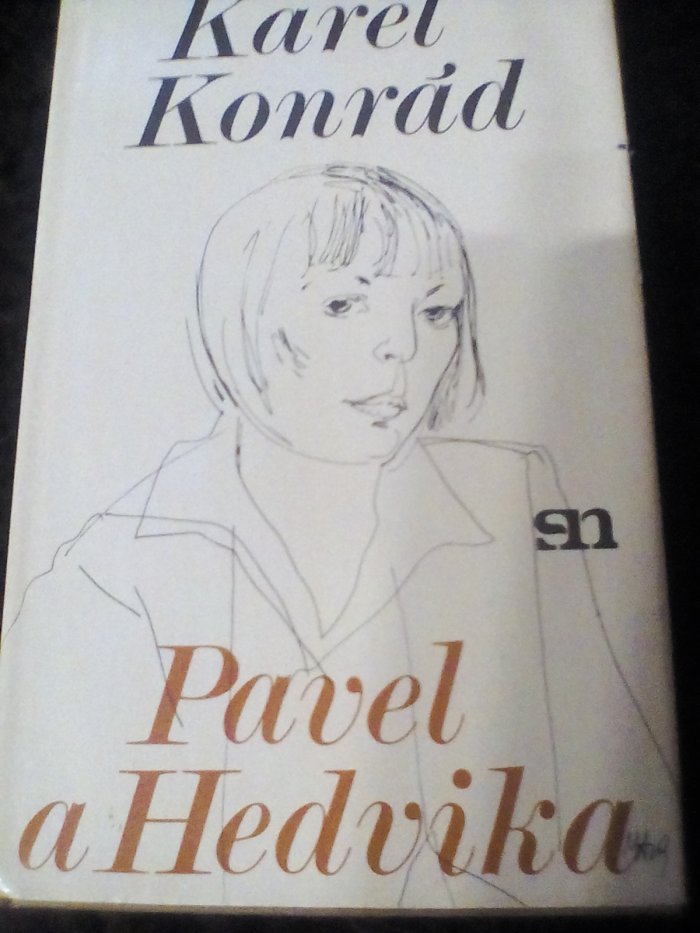 Karel
Konrád
sn
Pavel
a Hedvika